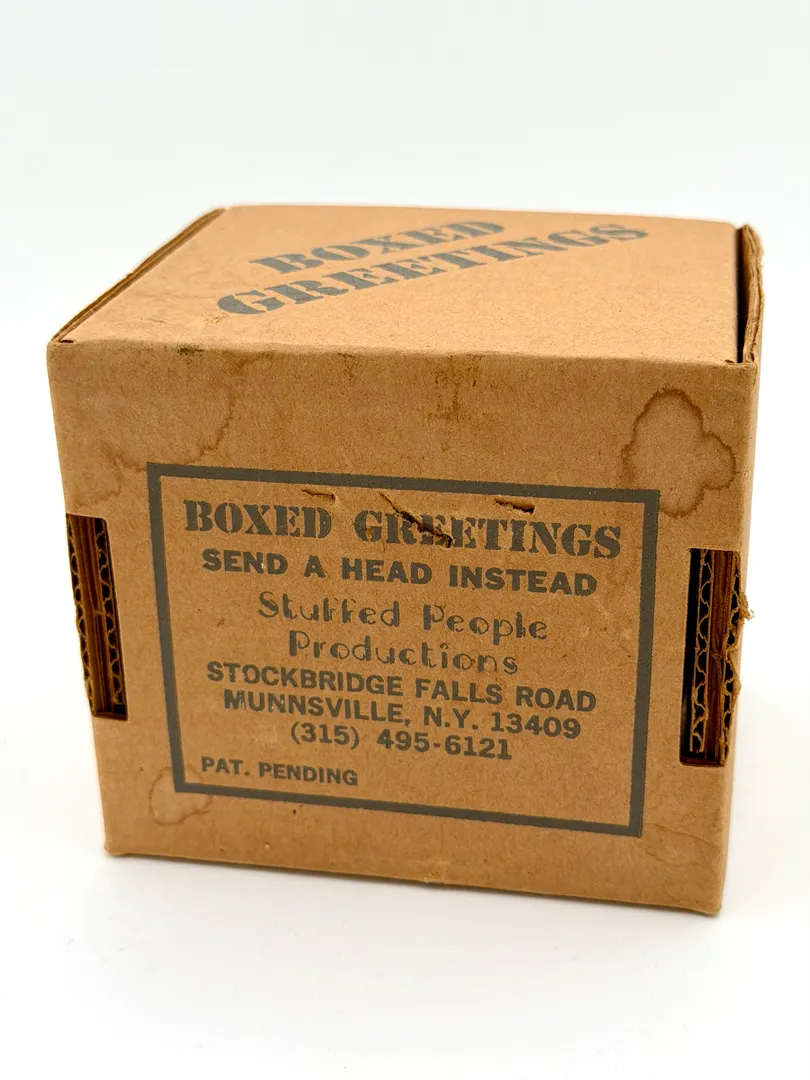 BOXED
GREETINGS
BOXED GREETINGS
SEND A HEAD INSTEAD
Stuffed People
Productions
STOCKBRIDGE FALLS ROAD
MUNNSVILLE, N.Y. 13409
(315) 495-6121
PAT. PENDING